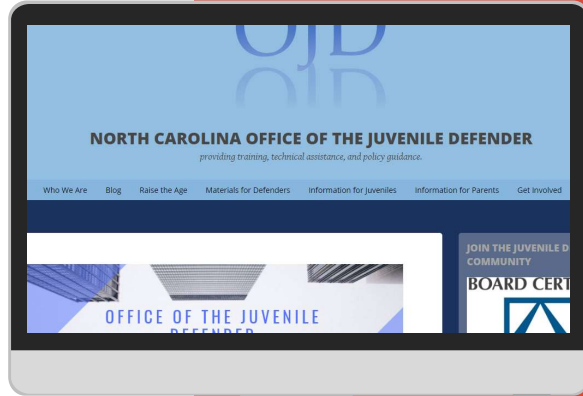 OJD
NORTH CAROLINA OFFICE OF THE JUVENILE DEFENDER
providing training, technical assistance, and policy guidance.
Who We Are Blog Raise the Age Materials for Defenders Information for Juveniles Information for Parents Get Involved
JOIN THE JUVENILE D
COMMUNITY
BOARD CERT
OFFICE OF THE JUVENILE
DEFENDER